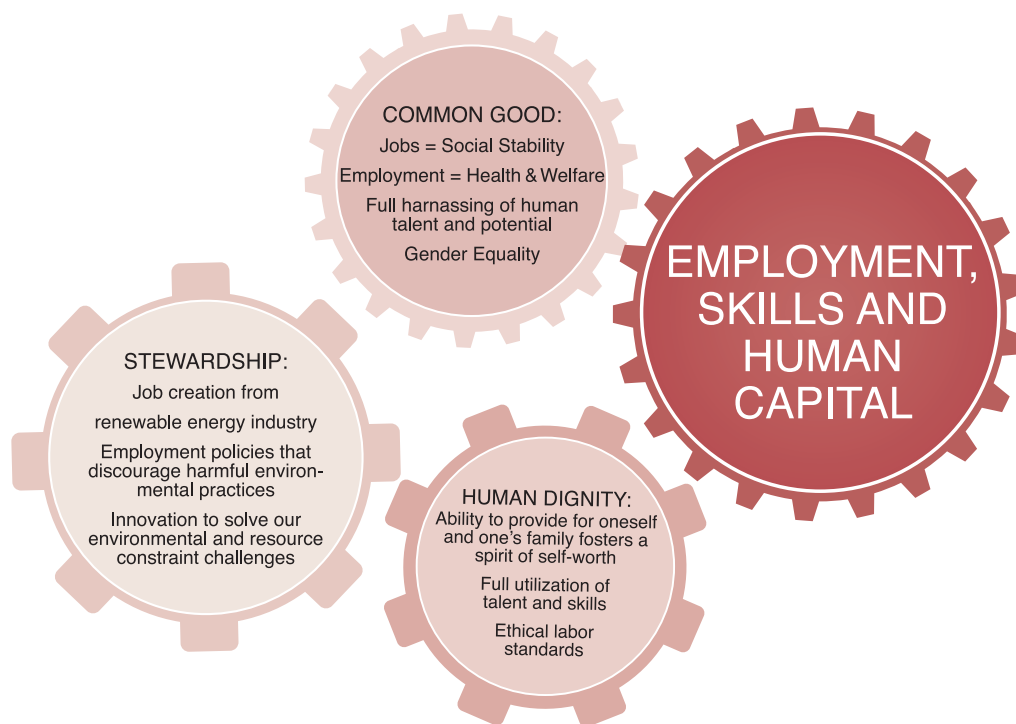 COMMON GOOD:
Jobs = Social Stability
Employment = Health & Welfare
Full harnassing of human
talent and potential
Gender Equality
EMPLOYMENT,
SKILLS AND
HUMAN
CAPITAL
STEWARDSHIP:
Job creation from
renewable energy industry
Employment policies that
discourage harmful environ-
mental practices
Innovation to solve our
environmental and resource
constraint challenges
HUMAN DIGNITY:
Ability to provide for oneself
and one's family fosters a
spirit of self-worth
Full utilization of
talent and skills
Ethical labor
standards